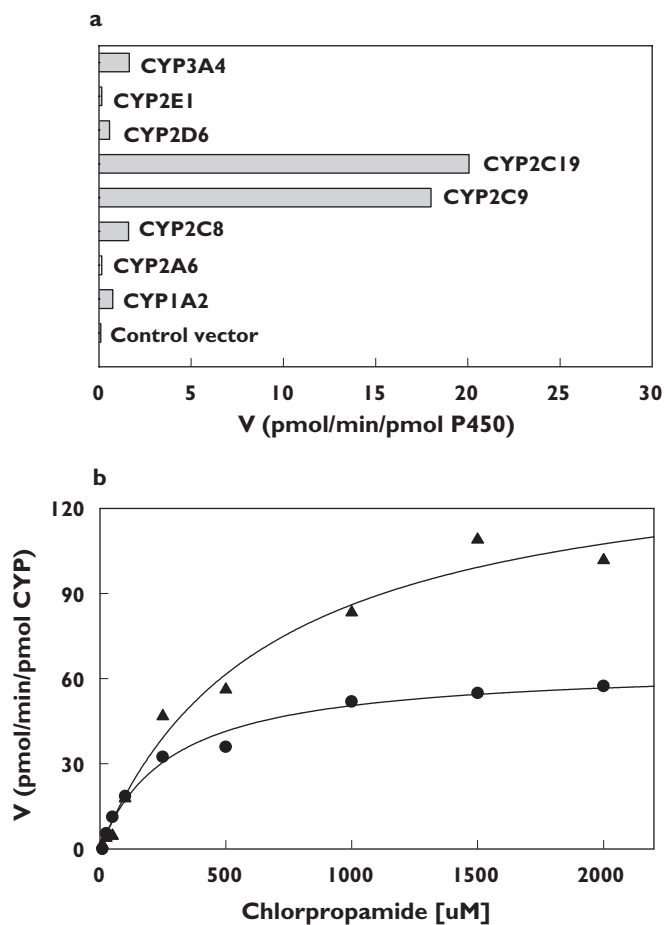 a
CYP3A4
CYP2E1
CYP2D6
CYP2C19
CYP2C9
CYP2C8
CYP2A6
CYP1A2
Control vector
0 5 10 15 20 25 30
V (pmol/min/pmol P450)
b
120
90
60
30
0
V (pmol/min/pmol CYP)
0 500 1000 1500 2000
Chlorpropamide [uM]